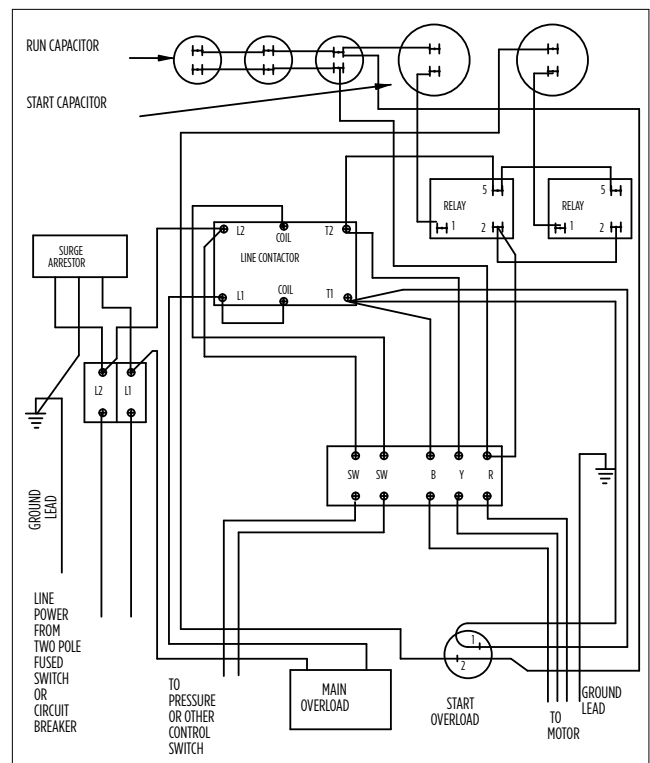 RUN CAPACITOR
START CAPACITOR
5
RELAY
1
2
5
RELAY
1
2
L2
COIL
T2
LINE CONTACTOR
L1
COIL
T1
SURGE
ARRESTOR
L2
L1
SW
SW
B
Y
R
GROUND
LEAD
LINE
POWER
FROM
TWO POLE
FUSED
SWITCH
OR
CIRCUIT
BREAKER
TO
PRESSURE
OR OTHER
CONTROL
SWITCH
MAIN
OVERLOAD
1
2
START
OVERLOAD
TO
MOTOR
GROUND
LEAD